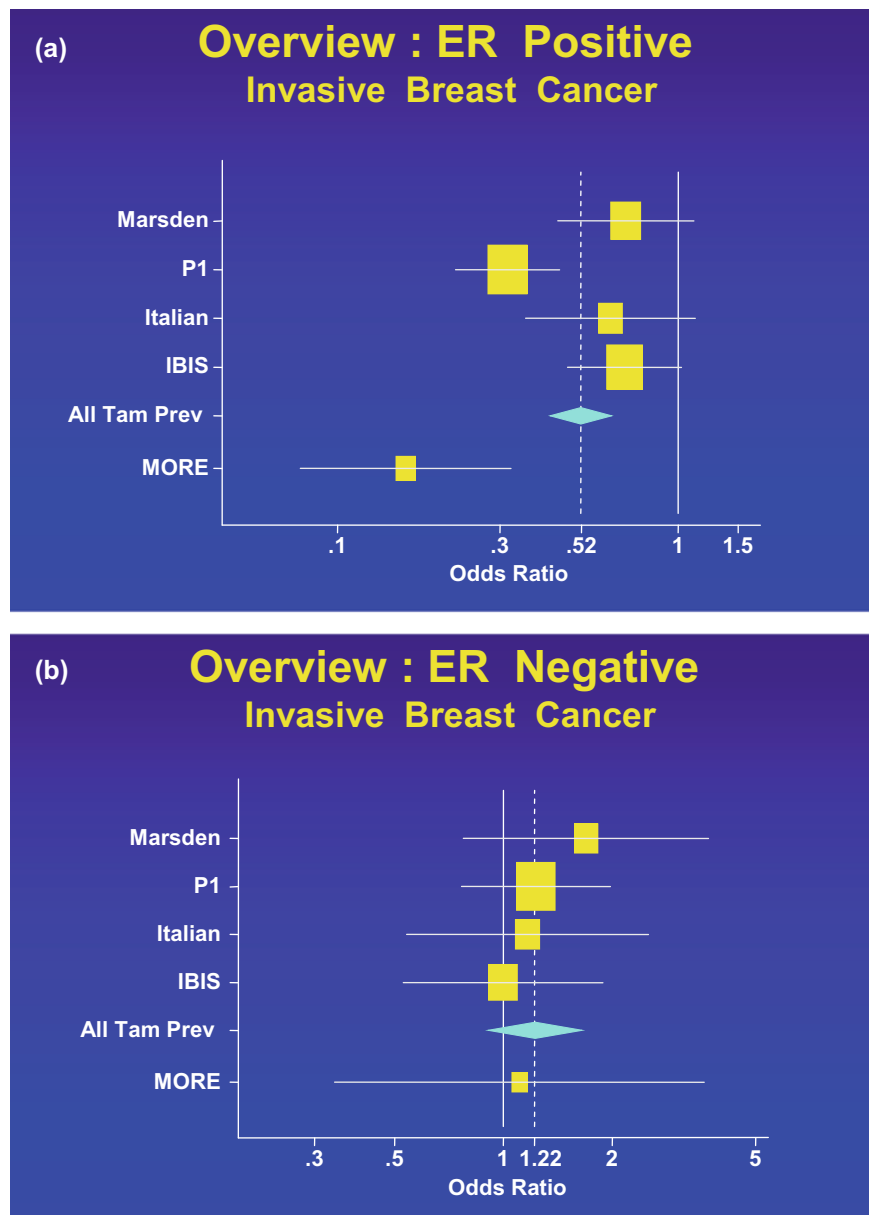 (a)
Overview : ER Positive
Invasive Breast Cancer
Marsden
P1
Italian
IBIS
All Tam Prev
MORE
.1 .3 .52 1 1.5
Odds Ratio
(b)
Overview : ER Negative
Invasive Breast Cancer
Marsden
P1
Italian
IBIS
All Tam Prev
MORE
.3 .5 1 1.22 2 5
Odds Ratio